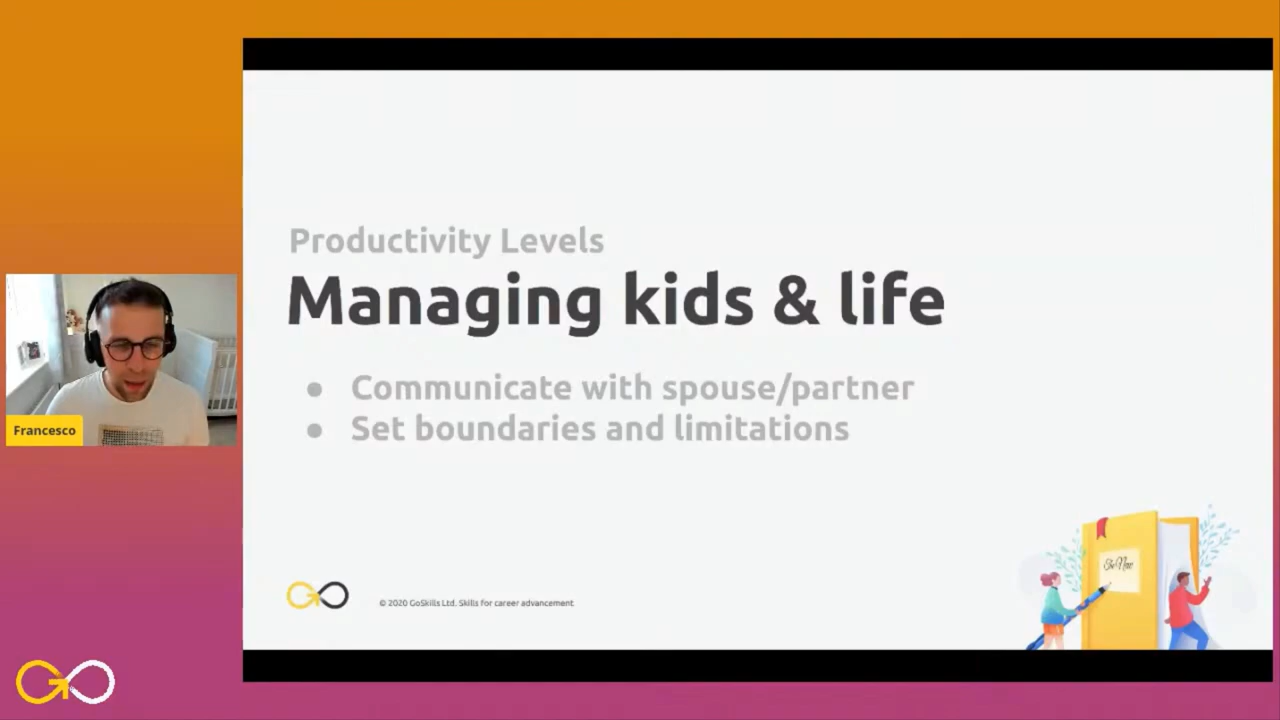 Productivity Levels
Managing kids & life
● Communicate with spouse/partner
● Set boundaries and limitations
Francesco
© 2020 GoSkills Ltd. Skills for career advancement